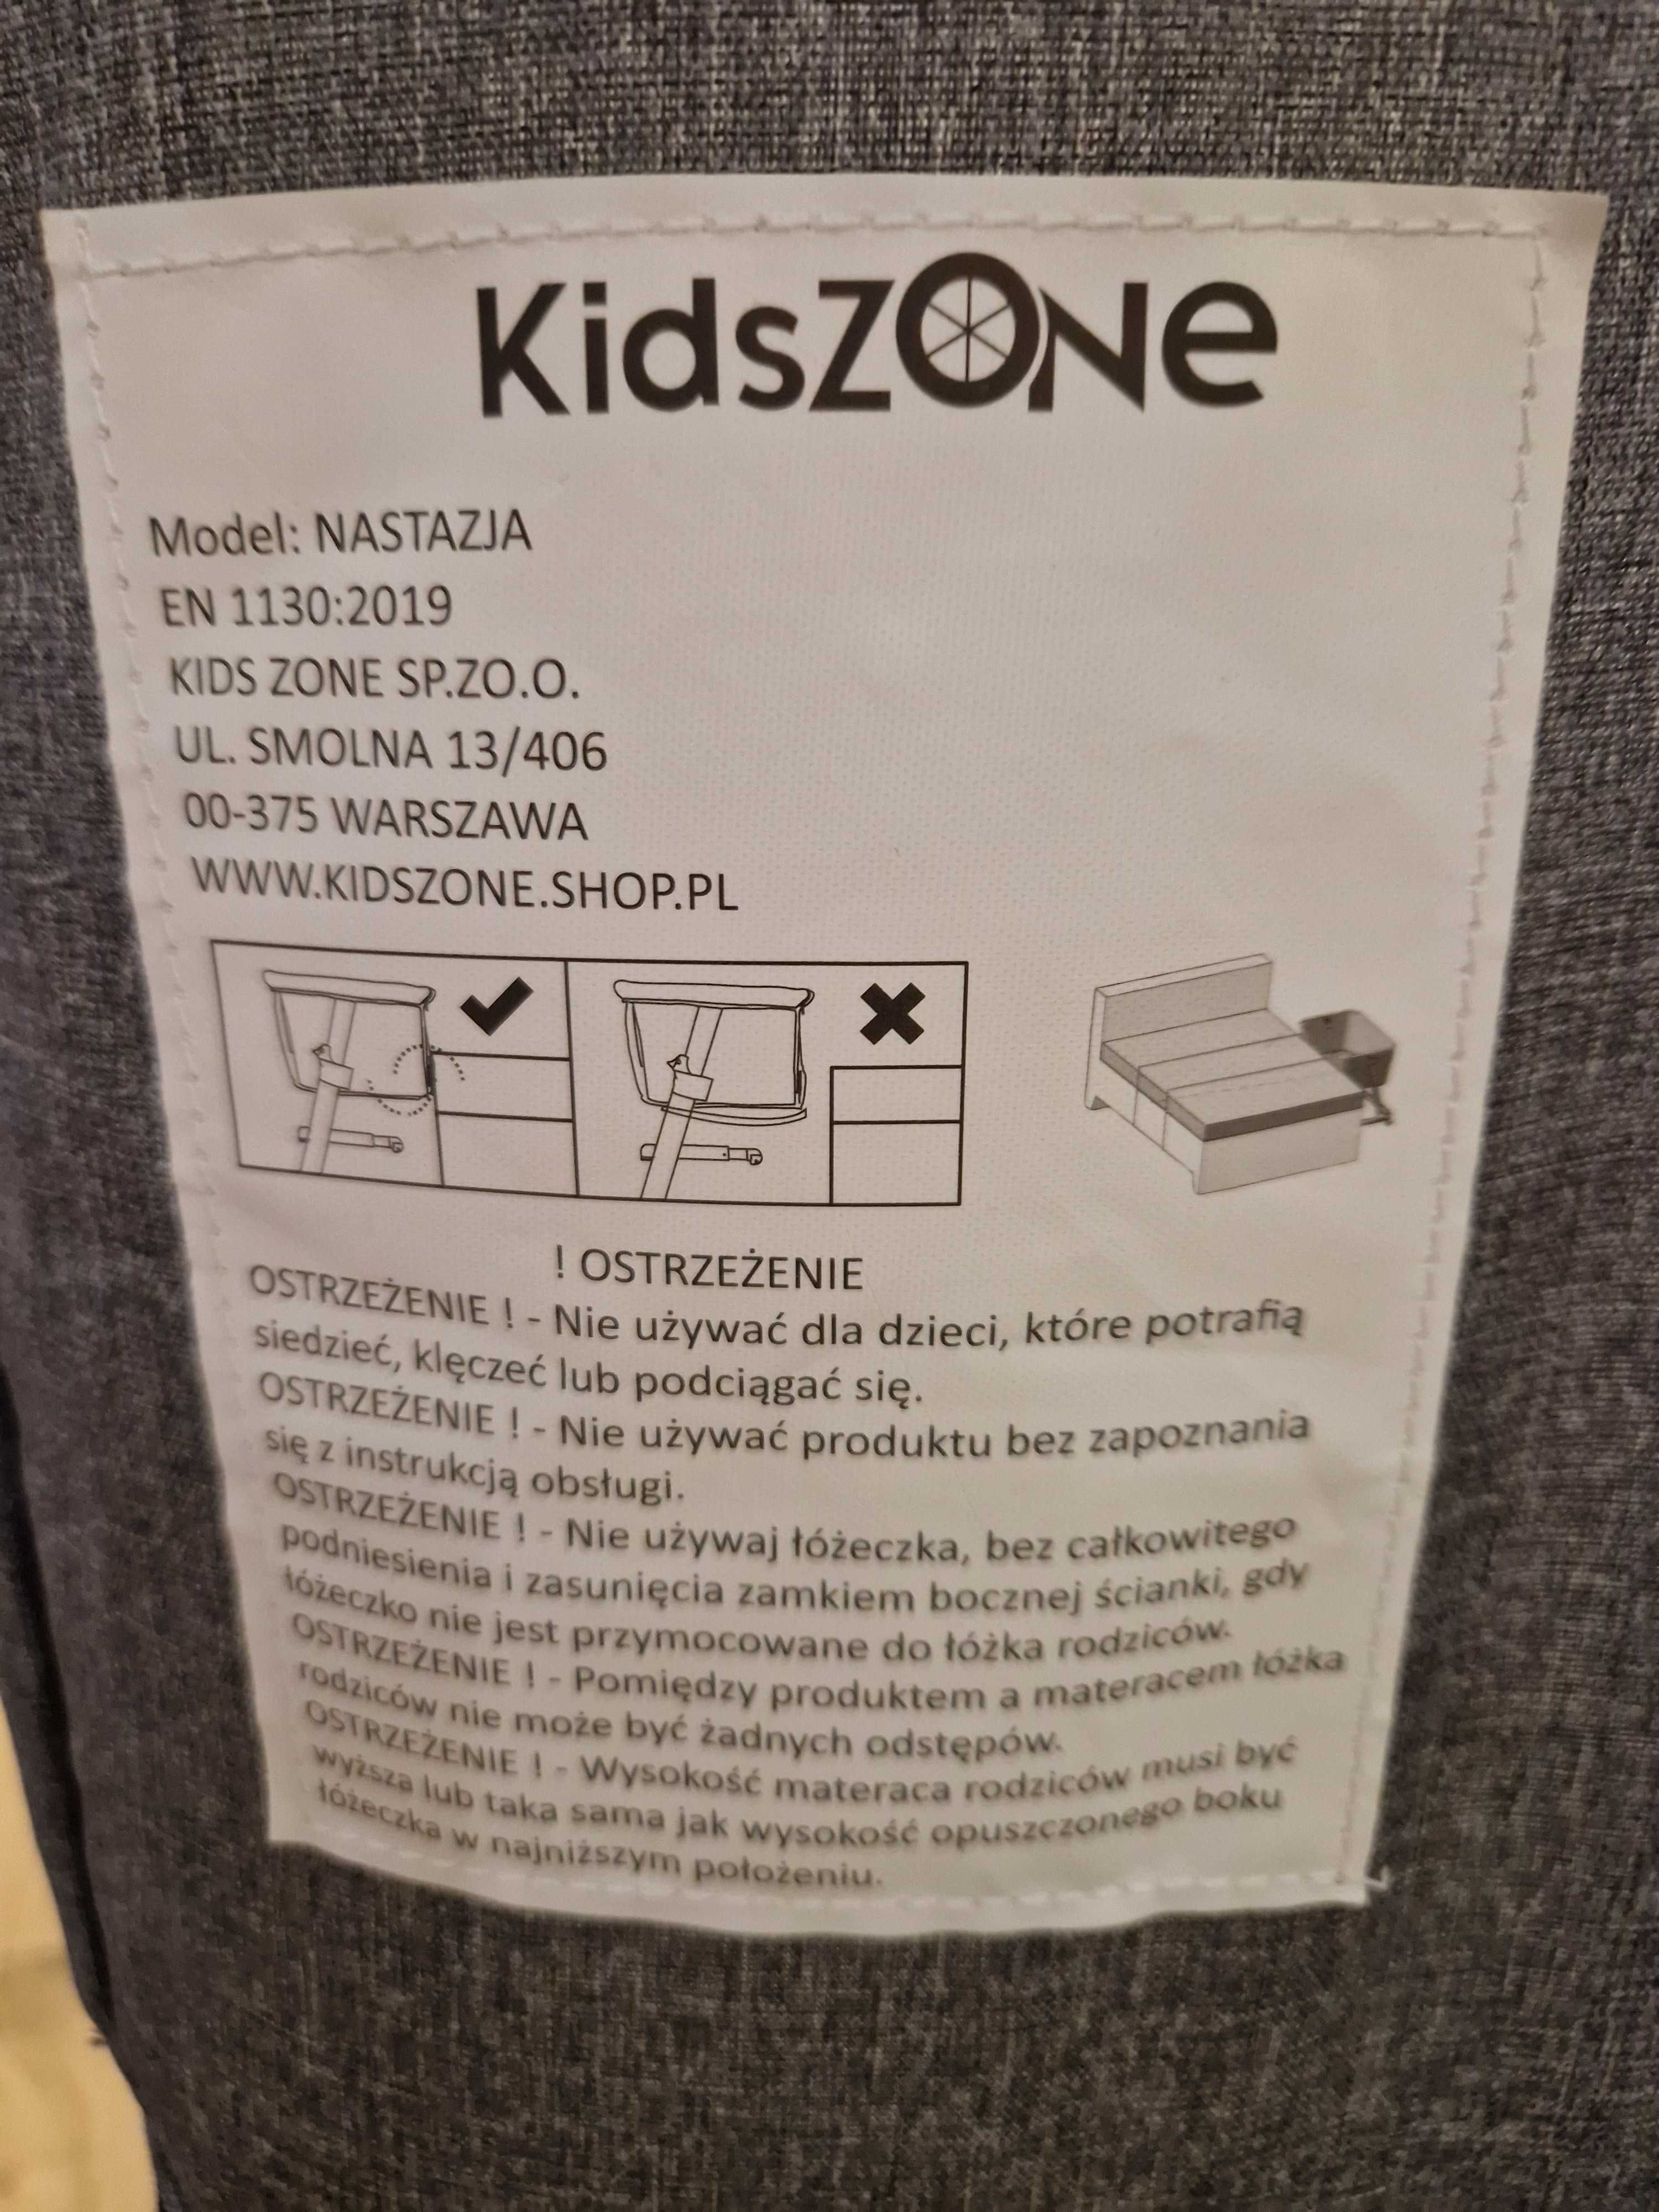 KidsZONe
Model: NASTAZJA
EN 1130:2019
KIDS ZONE SP.ZO.O.
UL. SMOLNA 13/406
00-375 WARSZAWA
WWW.KIDSZONE.SHOP.PL
! OSTRZEŻENIE
OSTRZEŻENIE ! - Nie używać dla dzieci, które potrafią
siedzieć, klęczeć lub podciągać się.
OSTRZEŻENIE ! - Nie używać produktu bez zapoznania
się z instrukcją obsługi.
OSTRZEŻENIE ! - Nie używaj łóżeczka, bez całkowitego
podniesienia i zasunięcia zamkiem bocznej ścianki, gdy
łóżeczko nie jest przymocowane do łóżka rodziców.
OSTRZEŻENIE ! - Pomiędzy produktem a materacem łóżka
rodziców nie może być żadnych odstępów.
OSTRZEŻENIE ! - Wysokość materaca rodziców musi być
wyższa lub taka sama jak wysokość opuszczonego boku
łóżeczka w najniższym położeniu.